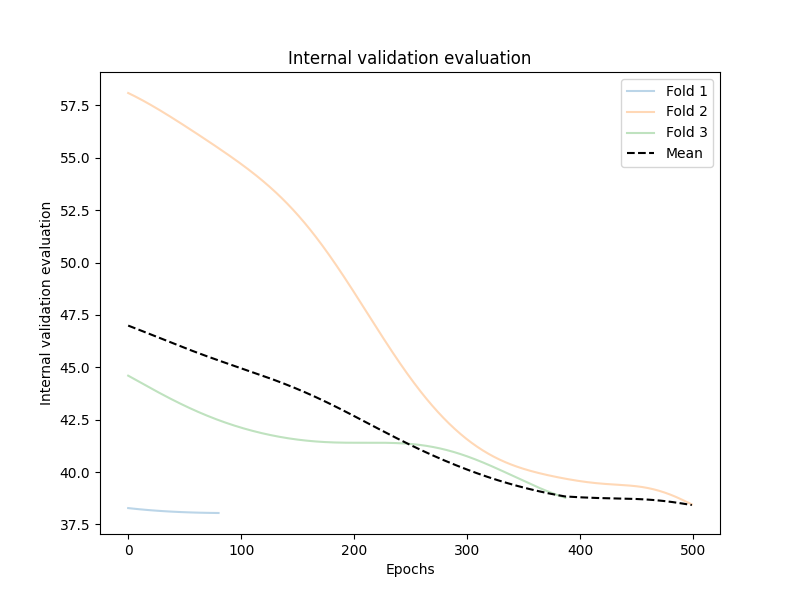 Internal validation evaluation
Fold 1
Fold 2
Fold 3
Mean
Internal validation evaluation
57.5
55.0
52.5
50.0
47.5
45.0
42.5
40.0
37.5
0 100 200 300 400 500
Epochs